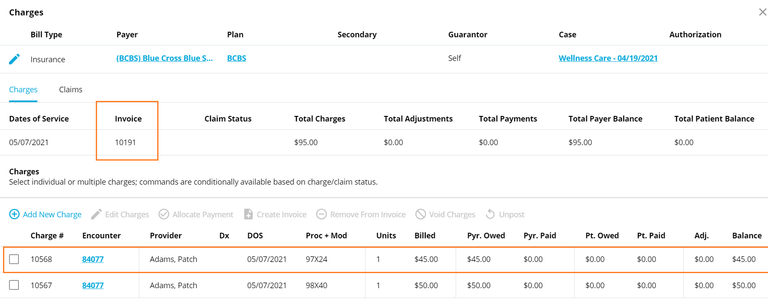 Charges
Bill Type Payer Plan Secondary Guarantor Case Authorization
Insurance (BCBS) Blue Cross Blue S... BCBS Self Wellness Care - 04/19/2021
Charges Claims
Dates of Service Invoice Claim Status Total Charges Total Adjustments Total Payments Total Payer Balance Total Patient Balance
05/07/2021 10191 $95.00 $0.00 $0.00 $95.00 $0.00
Charges
Select individual or multiple charges; commands are conditionally available based on charge/claim status.
Add New Charge Edit Charges Allocate Payment Create Invoice Remove From Invoice Void Charges Unpost
Charge # Encounter Provider Dx DOS Proc + Mod Units Billed Pyr. Owed Pyr. Paid Pt. Owed Pt. Paid Adj. Balance
10568 84077 Adams, Patch 05/07/2021 97X24 1 $45.00 $45.00 $0.00 $0.00 $0.00 $0.00 $45.00
10567 84077 Adams, Patch 05/07/2021 98X40 1 $50.00 $50.00 $0.00 $0.00 $0.00 $0.00 $50.00